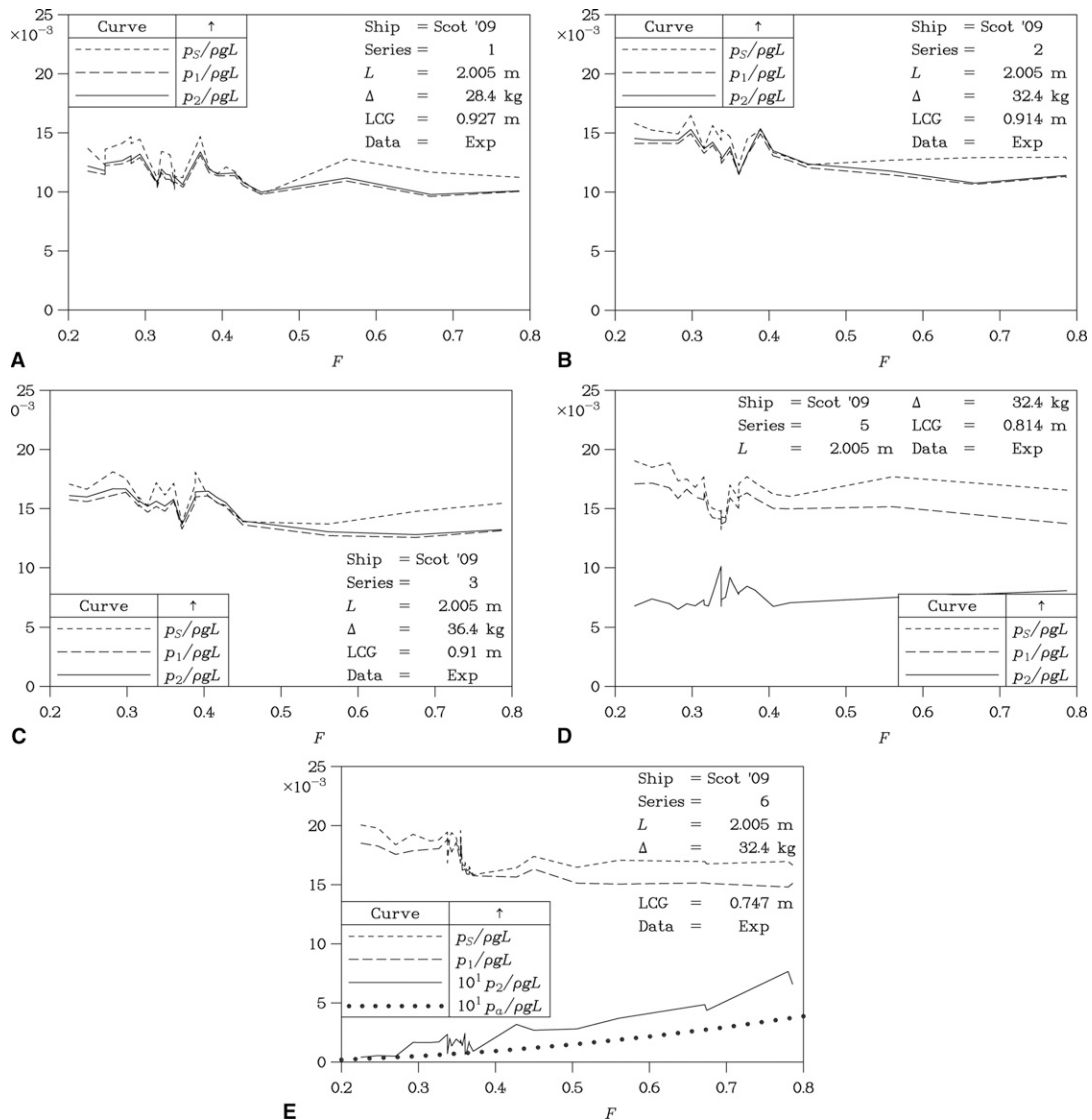 25
×10⁻³
20
15
10
5
0
0.2 0.3 0.4 0.5 0.6 0.7 0.8
F
A
Curve ↑
p_S/ρgL
p_1/ρgL
p_2/ρgL
Ship = Scot '09
Series = 1
L = 2.005 m
Δ = 28.4 kg
LCG = 0.927 m
Data = Exp
25
×10⁻³
20
15
10
5
0
0.2 0.3 0.4 0.5 0.6 0.7 0.8
F
B
Curve ↑
p_S/ρgL
p_1/ρgL
p_2/ρgL
Ship = Scot '09
Series = 2
L = 2.005 m
Δ = 32.4 kg
LCG = 0.914 m
Data = Exp
25
0⁻³
20
15
10
5
0
0.2 0.3 0.4 0.5 0.6 0.7 0.8
F
C
Ship = Scot '09
Series = 3
L = 2.005 m
Δ = 36.4 kg
LCG = 0.91 m
Data = Exp
Curve ↑
p_S/ρgL
p_1/ρgL
p_2/ρgL
25
×10⁻³
20
15
10
5
0
0.2 0.3 0.4 0.5 0.6 0.7 0.8
F
D
Ship = Scot '09 Δ = 32.4 kg
Series = 5 LCG = 0.814 m
L = 2.005 m Data = Exp
Curve ↑
p_S/ρgL
p_1/ρgL
p_2/ρgL
25
×10⁻³
20
15
10
5
0
0.2 0.3 0.4 0.5 0.6 0.7 0.8
F
E
Ship = Scot '09
Series = 6
L = 2.005 m
Δ = 32.4 kg
LCG = 0.747 m
Data = Exp
Curve ↑
p_S/ρgL
p_1/ρgL
10¹ p_2/ρgL
10¹ p_a/ρgL